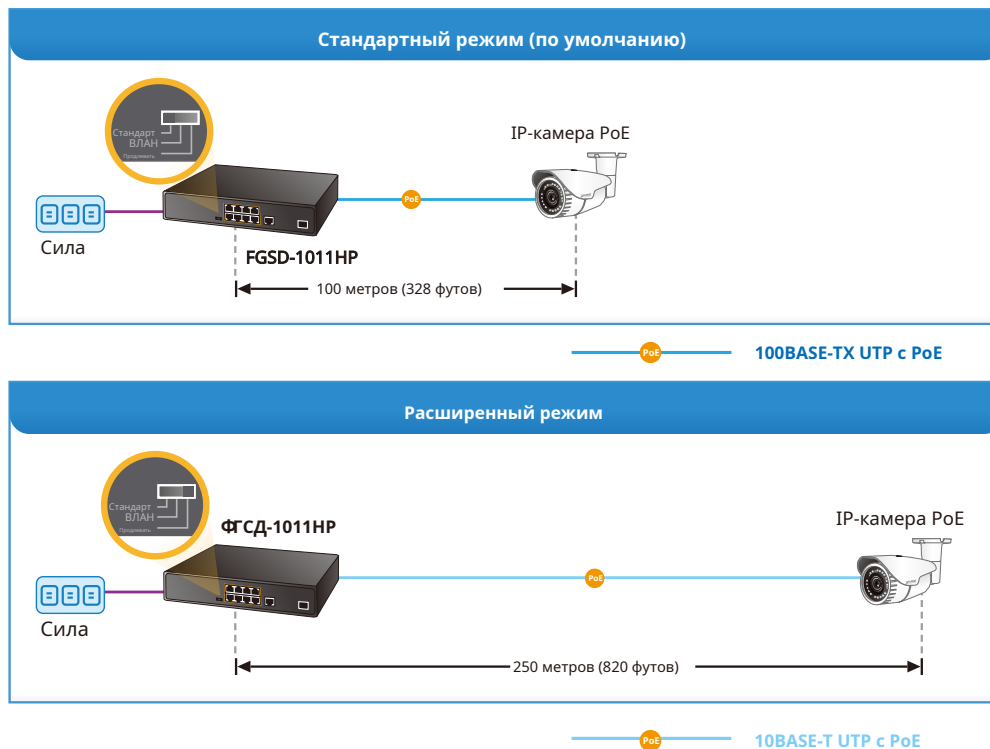 Стандартный режим (по умолчанию)
Стандарт
ВЛАН
Продлевать
IP-камера PoE
PoE
Сила
FGSD-1011HP
100 метров (328 футов)
PoE
100BASE-TX UTP с PoE
Расширенный режим
Стандарт
ВЛАН
Продлевать
ФГСД-1011HP
IP-камера PoE
PoE
Сила
250 метров (820 футов)
PoE
10BASE-T UTP с PoE